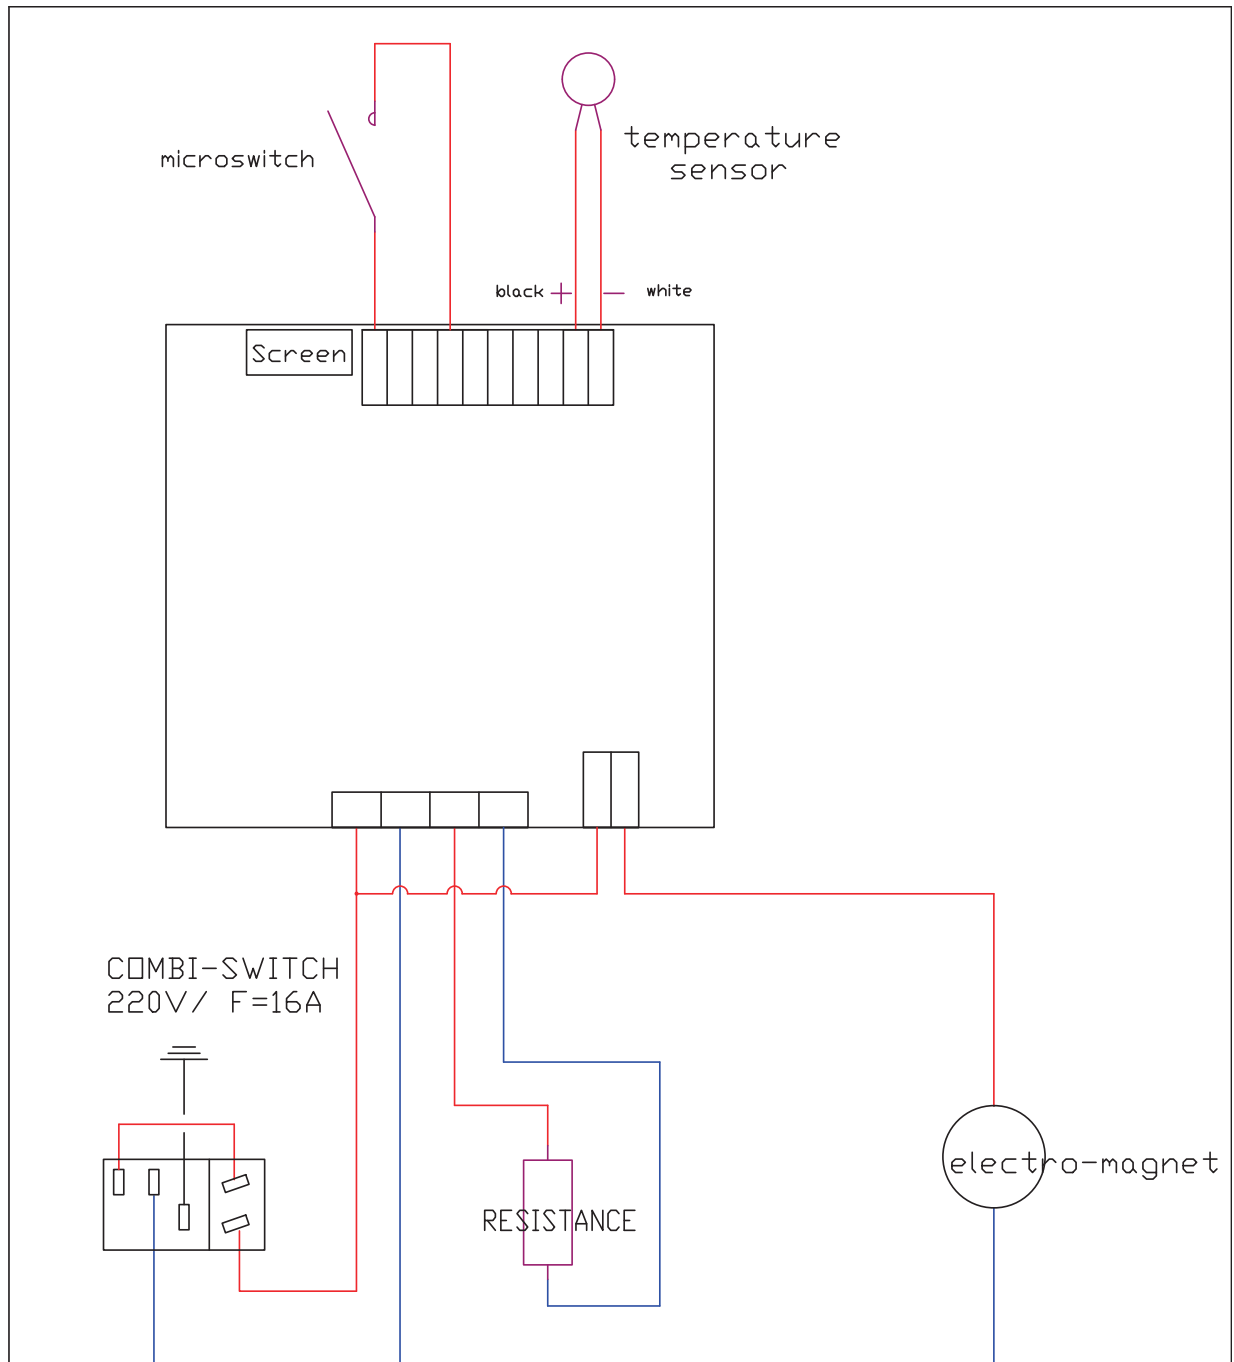 microswitch
temperature
sensor
black + - white
Screen
COMBI-SWITCH
220V/ F=16A
RESISTANCE
electro-magnet